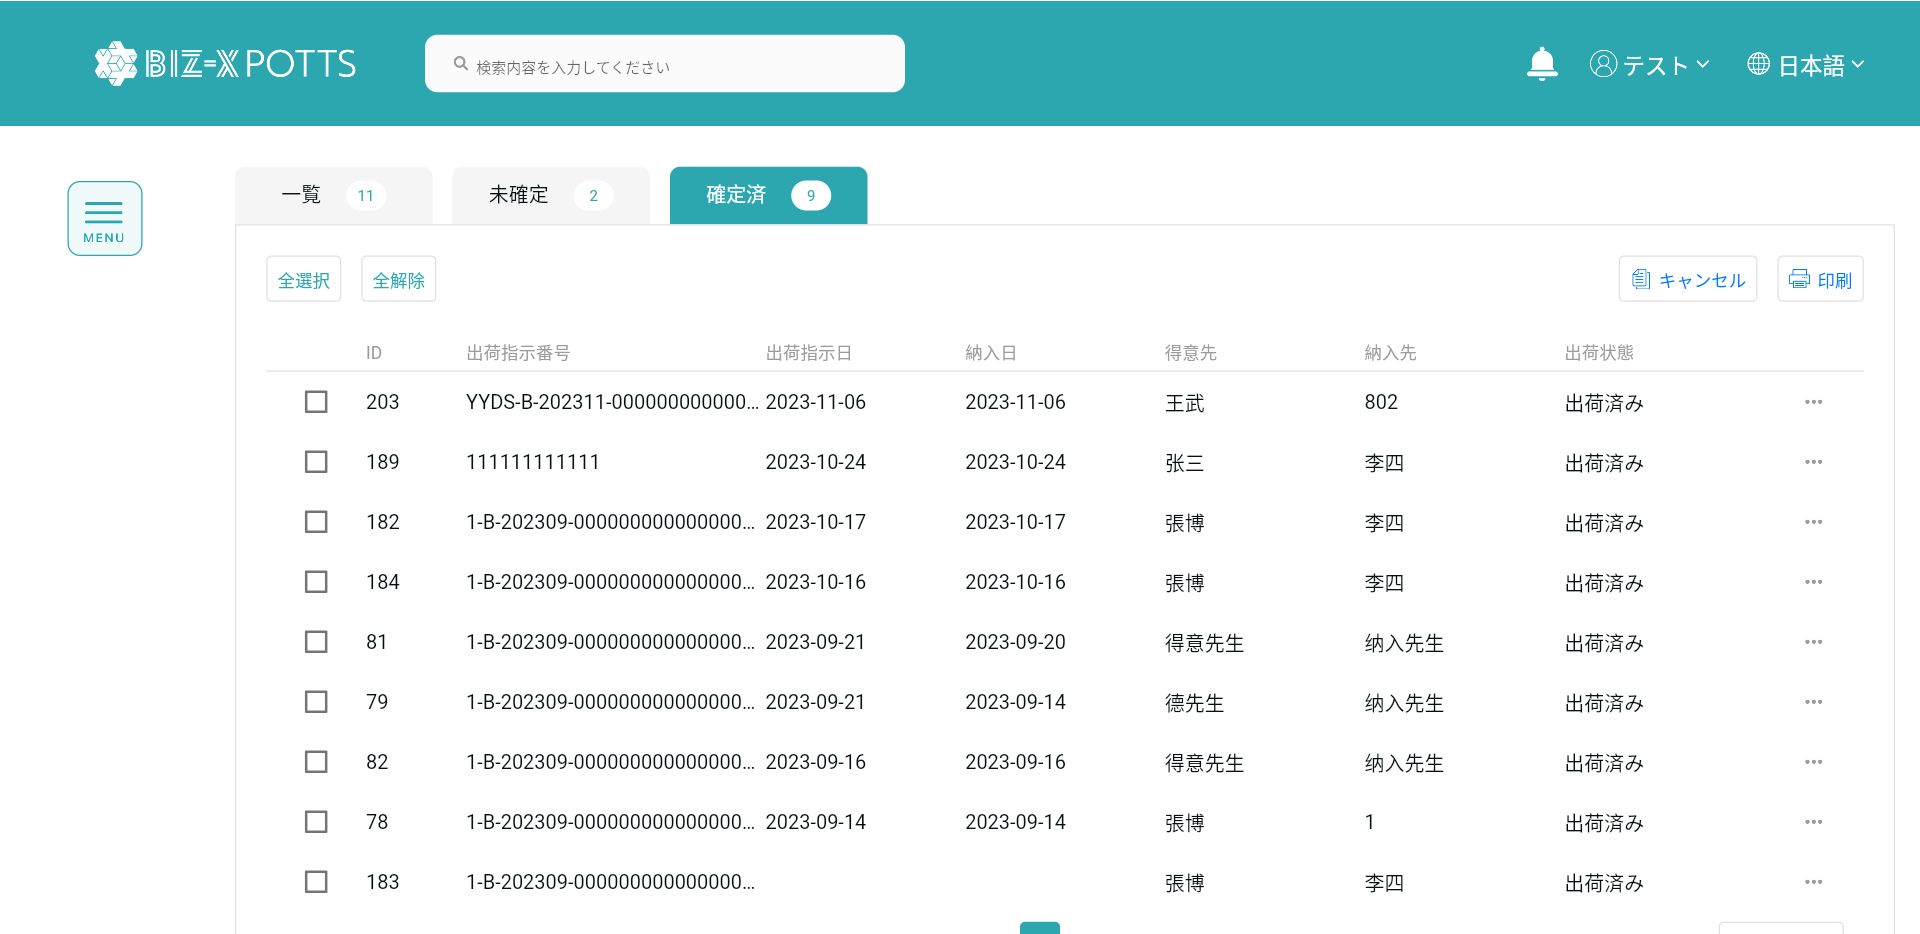 BIZ=X POTTS 検索内容を入力してください テスト 日本語
MENU
一覧 11 未確定 2 確定済 9
全選択 全解除 キャンセル 印刷
ID 出荷指示番号 出荷指示日 納入日 得意先 納入先 出荷状態
203 YYDS-B-202311-000000000000... 2023-11-06 2023-11-06 王武 802 出荷済み ...
189 111111111111 2023-10-24 2023-10-24 张三 李四 出荷済み ...
182 1-B-202309-000000000000000... 2023-10-17 2023-10-17 張博 李四 出荷済み ...
184 1-B-202309-000000000000000... 2023-10-16 2023-10-16 張博 李四 出荷済み ...
81 1-B-202309-000000000000000... 2023-09-21 2023-09-20 得意先生 纳入先生 出荷済み ...
79 1-B-202309-000000000000000... 2023-09-21 2023-09-14 德先生 纳入先生 出荷済み ...
82 1-B-202309-000000000000000... 2023-09-16 2023-09-16 得意先生 纳入先生 出荷済み ...
78 1-B-202309-000000000000000... 2023-09-14 2023-09-14 張博 1 出荷済み ...
183 1-B-202309-000000000000000... 張博 李四 出荷済み ...